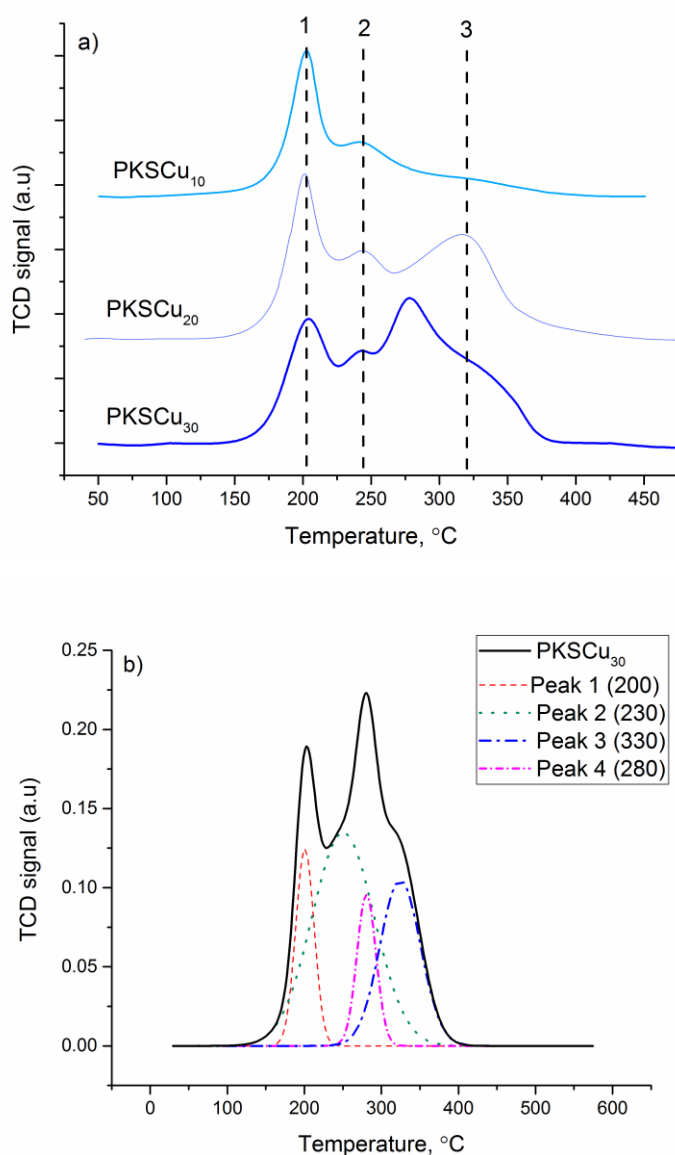 1 2 3
a)
PKSCu₁₀
PKSCu₂₀
PKSCu₃₀
TCD signal (a.u)
50 100 150 200 250 300 350 400 450
Temperature, °C
b)
PKSCu₃₀
Peak 1 (200)
Peak 2 (230)
Peak 3 (330)
Peak 4 (280)
0.25
0.20
0.15
0.10
0.05
0.00
TCD signal (a.u)
0 100 200 300 400 500 600
Temperature, °C